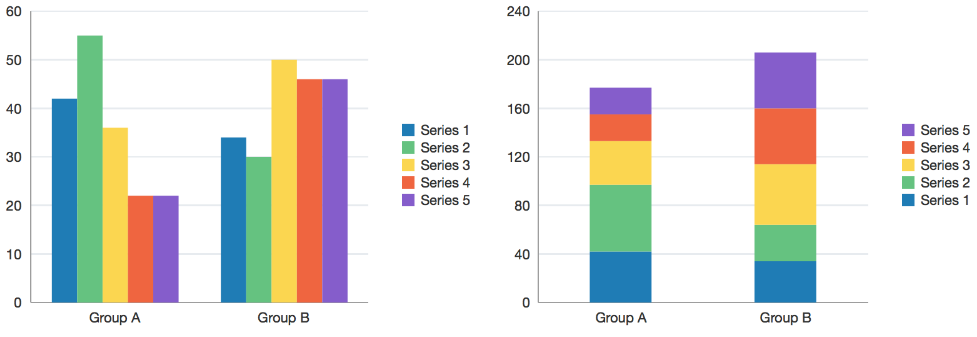 60
50
40
30
20
10
0
Group A
Group B
Series 1
Series 2
Series 3
Series 4
Series 5
240
200
160
120
80
40
0
Group A
Group B
Series 5
Series 4
Series 3
Series 2
Series 1